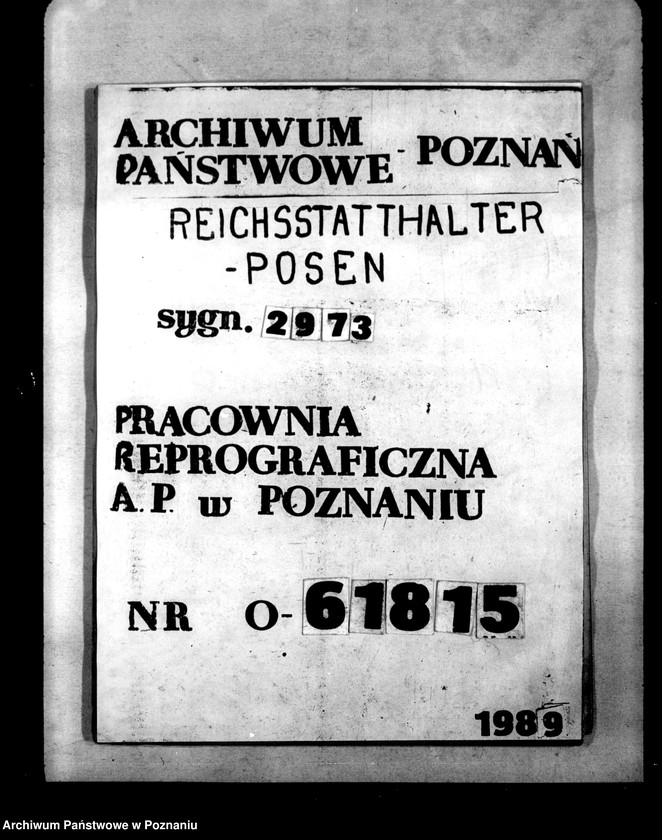 ARCHIWUM
PAŃSTWOWE - POZNAŃ
REICHSSTATTHALTER
-POSEN
sygn. 2973
PRACOWNIA
REPROGRAFICZNA
A.P. w POZNANIU
NR O-61815
1989
Archiwum Państwowe w Poznaniu